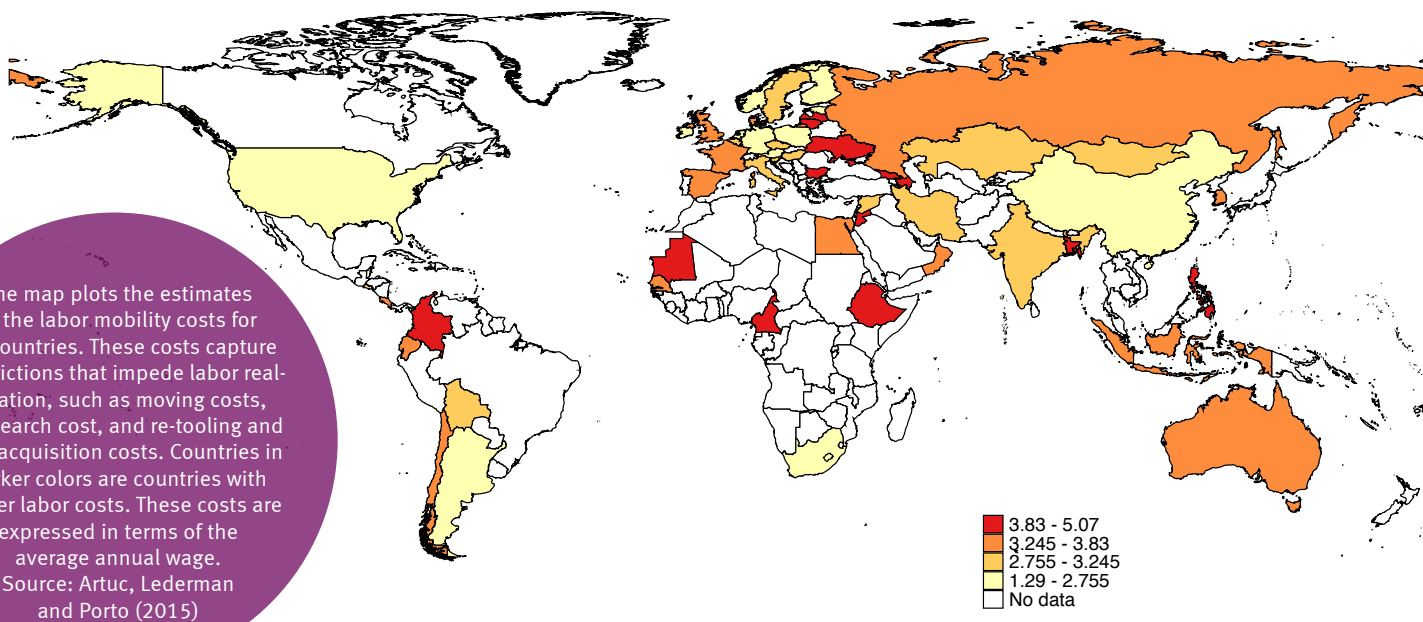 he map plots the estimates
the labor mobility costs for
ountries. These costs capture
ictions that impede labor real-
ation, such as moving costs,
earch cost, and re-tooling and
acquisition costs. Countries in
ker colors are countries with
er labor costs. These costs are
expressed in terms of the
average annual wage.
Source: Artuc, Lederman
and Porto (2015)
3.83 - 5.07
3.245 - 3.83
2.755 - 3.245
1.29 - 2.755
No data